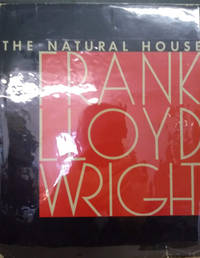 THE NATURAL HOUSE
FRANK
LLOYD
WRIGHT